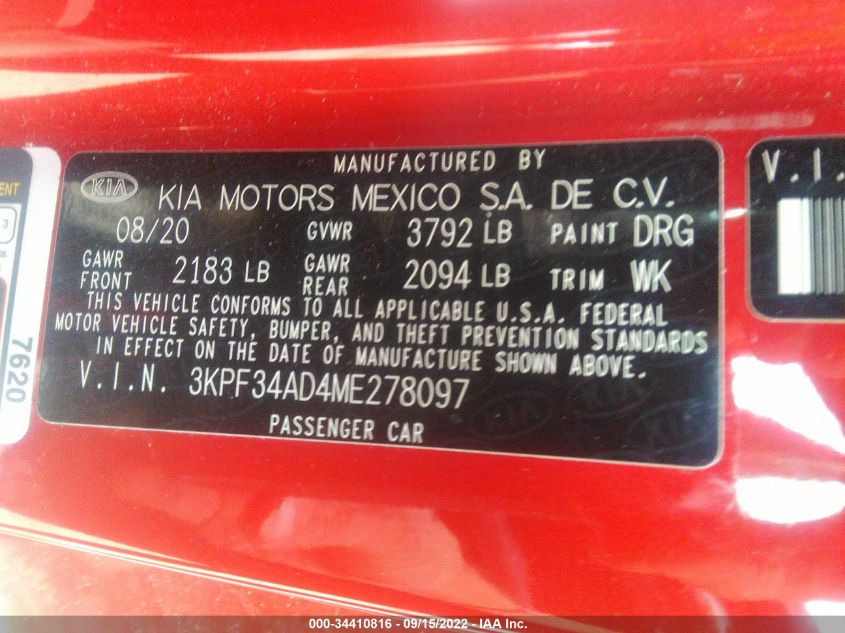 MANUFACTURED BY
KIA
KIA MOTORS MEXICO S.A. DE C.V.
08/20 GVWR 3792 LB PAINT DRG
GAWR FRONT 2183 LB GAWR REAR 2094 LB TRIM WK
THIS VEHICLE CONFORMS TO ALL APPLICABLE U.S.A. FEDERAL
MOTOR VEHICLE SAFETY, BUMPER, AND THEFT PREVENTION STANDARDS
IN EFFECT ON THE DATE OF MANUFACTURE SHOWN ABOVE.
V.I.N. 3KPF34AD4ME278097
PASSENGER CAR
3
7620
V.I.
000-34410816 - 09/15/2022 - IAA Inc.